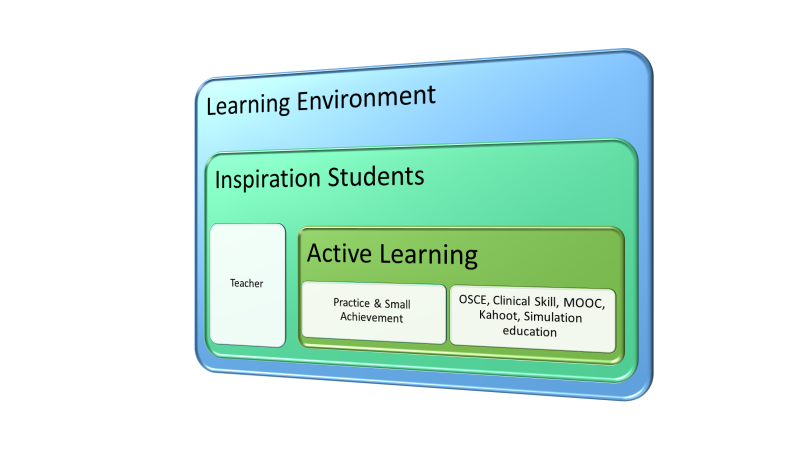 Learning Environment
Inspiration Students
Teacher
Active Learning
Practice & Small
Achievement
OSCE, Clinical Skill, MOOC,
Kahoot, Simulation
education